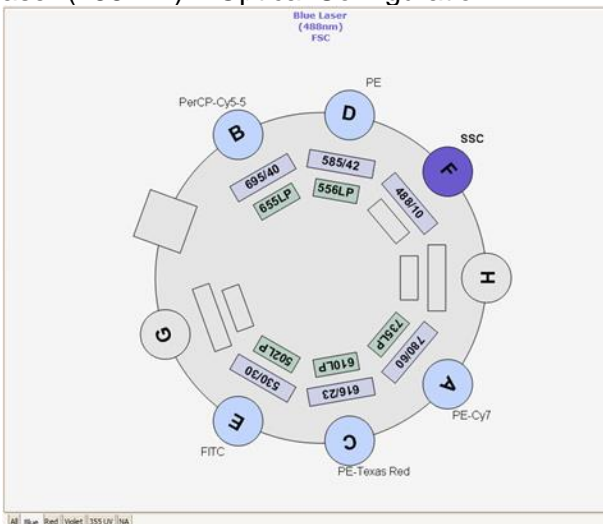 Blue Laser
(488nm)
FSC
PE
D
PerCP-Cy5-5
B
SSC
F
585/42
556LP
695/40
655LP
488/10
H
G
735LP
780/60
A
PE-Cy7
502LP
530/30
610LP
616/23
E
FITC
C
PE-Texas Red
All Blue Red Violet 355 UV NA